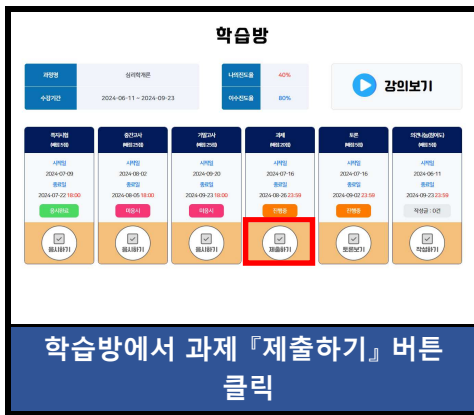 학습방
과정명 심리학개론 나의진도율 40%
수강기간 2024-06-11 ~ 2024-09-23 이수진도율 80%
강의보기
쪽지시험 중간고사 기말고사 과제 토론
시작일 시작일 시작일 시작일 시작일 시작일
2024-07-09 2024-08-02 2024-09-20 2024-07-16 2024-07-16 2024-06-11
종료일 종료일 종료일 종료일 종료일 종료일
2024-07-22 18:00 2024-08-05 18:00 2024-09-23 18:00 2024-08-26 23:59 2024-09-02 23:59 2024-09-23 23:59
응시완료 미응시 미응시 진행중 진행중 작성글 : 0건
응시하기 응시하기 응시하기 제출하기 토론보기 작성하기
학습방에서 과제 『제출하기』 버튼
클릭